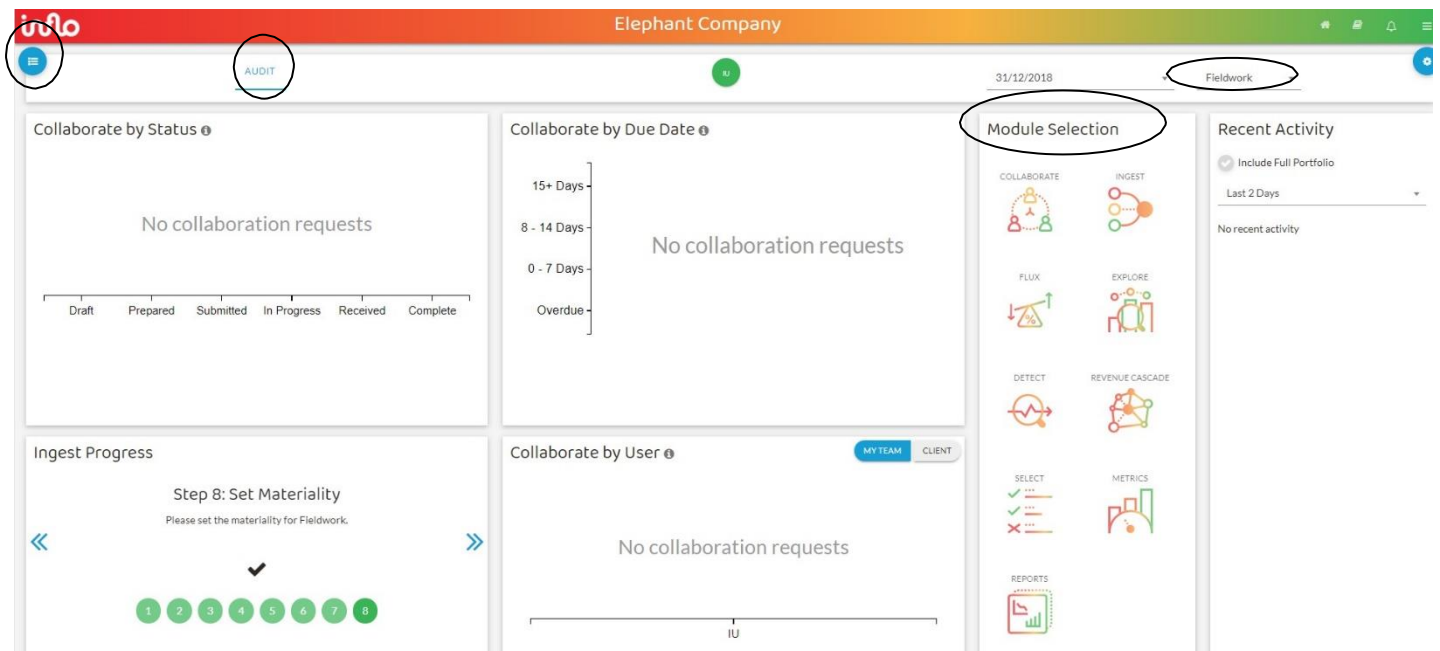 inflo
Elephant Company
AUDIT
IU
31/12/2018
Fieldwork
Collaborate by Status
No collaboration requests
Draft Prepared Submitted In Progress Received Complete
Collaborate by Due Date
15+ Days
8 - 14 Days
0 - 7 Days
Overdue
No collaboration requests
Module Selection
COLLABORATE INGEST
FLUX EXPLORE
%
DETECT REVENUE CASCADE
SELECT METRICS
REPORTS
Recent Activity
Include Full Portfolio
Last 2 Days
No recent activity
Ingest Progress
Step 8: Set Materiality
Please set the materiality for Fieldwork.
1 2 3 4 5 6 7 8
Collaborate by User
MY TEAM CLIENT
No collaboration requests
IU